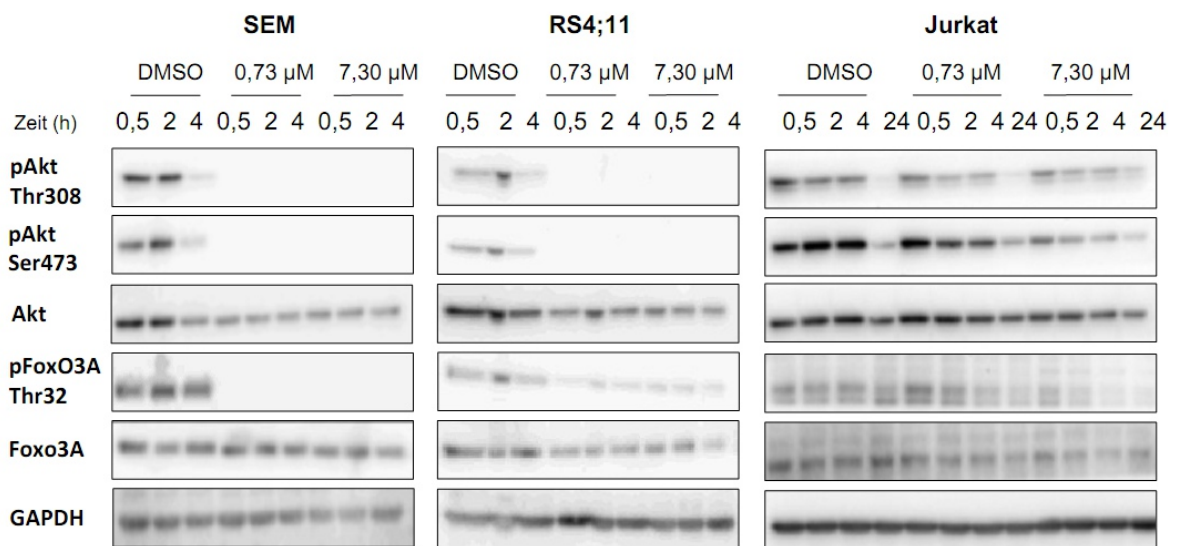 SEM RS4;11 Jurkat
DMSO 0,73 µM 7,30 µM DMSO 0,73 µM 7,30 µM DMSO 0,73 µM 7,30 µM
Zeit (h) 0,5 2 4 0,5 2 4 0,5 2 4 0,5 2 4 0,5 2 4 0,5 2 4 0,5 2 4 24 0,5 2 4 24 0,5 2 4 24
pAkt
Thr308
pAkt
Ser473
Akt
pFoxO3A
Thr32
Foxo3A
GAPDH